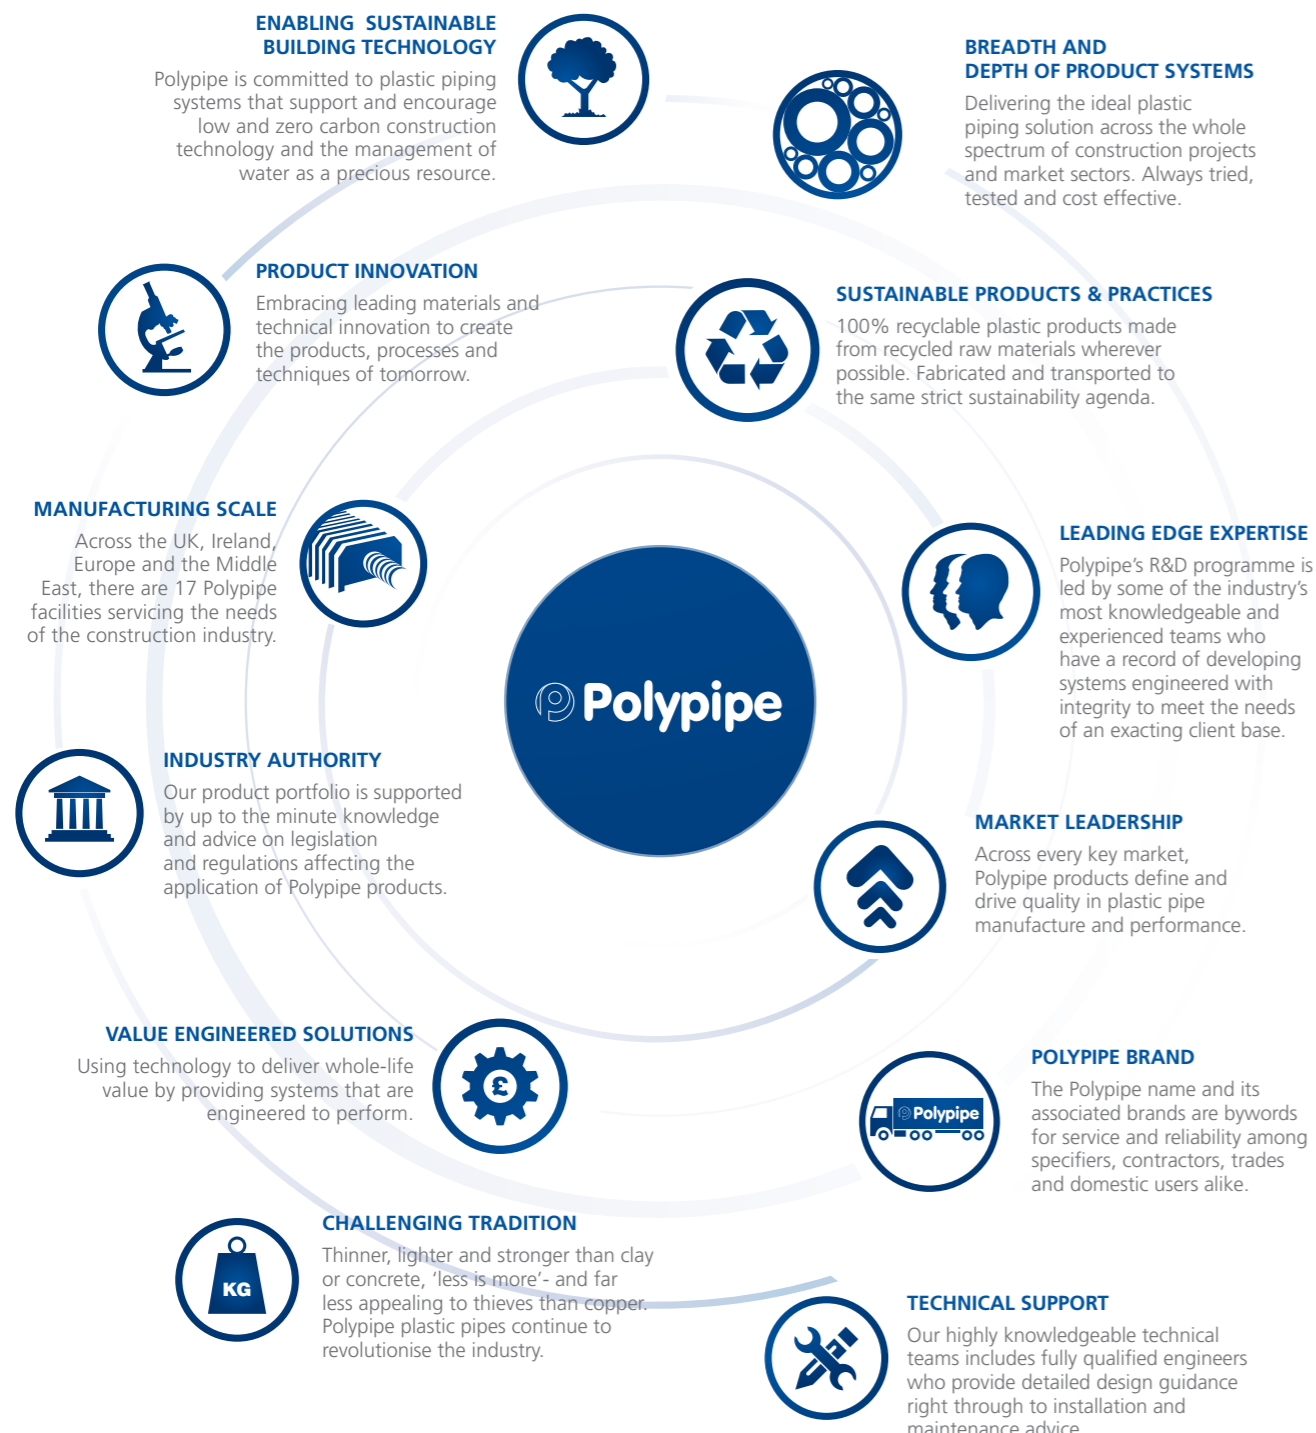 ENABLING SUSTAINABLE
BUILDING TECHNOLOGY
Polypipe is committed to plastic piping
systems that support and encourage
low and zero carbon construction
technology and the management of
water as a precious resource.
BREADTH AND
DEPTH OF PRODUCT SYSTEMS
Delivering the ideal plastic
piping solution across the whole
spectrum of construction projects
and market sectors. Always tried,
tested and cost effective.
PRODUCT INNOVATION
Embracing leading materials and
technical innovation to create
the products, processes and
techniques of tomorrow.
SUSTAINABLE PRODUCTS & PRACTICES
100% recyclable plastic products made
from recycled raw materials wherever
possible. Fabricated and transported to
the same strict sustainability agenda.
MANUFACTURING SCALE
Across the UK, Ireland,
Europe and the Middle
East, there are 17 Polypipe
facilities servicing the needs
of the construction industry.
LEADING EDGE EXPERTISE
Polypipe's R&D programme is
led by some of the industry's
most knowledgeable and
experienced teams who
have a record of developing
systems engineered with
integrity to meet the needs
of an exacting client base.
Polypipe
INDUSTRY AUTHORITY
Our product portfolio is supported
by up to the minute knowledge
and advice on legislation
and regulations affecting the
application of Polypipe products.
MARKET LEADERSHIP
Across every key market,
Polypipe products define and
drive quality in plastic pipe
manufacture and performance.
VALUE ENGINEERED SOLUTIONS
Using technology to deliver whole-life
value by providing systems that are
engineered to perform.
£
POLYPIPE BRAND
The Polypipe name and its
associated brands are bywords
for service and reliability among
specifiers, contractors, trades
and domestic users alike.
Polypipe
CHALLENGING TRADITION
Thinner, lighter and stronger than clay
or concrete, 'less is more'- and far
less appealing to thieves than copper.
Polypipe plastic pipes continue to
revolutionise the industry.
KG
TECHNICAL SUPPORT
Our highly knowledgeable technical
teams includes fully qualified engineers
who provide detailed design guidance
right through to installation and
maintenance advice